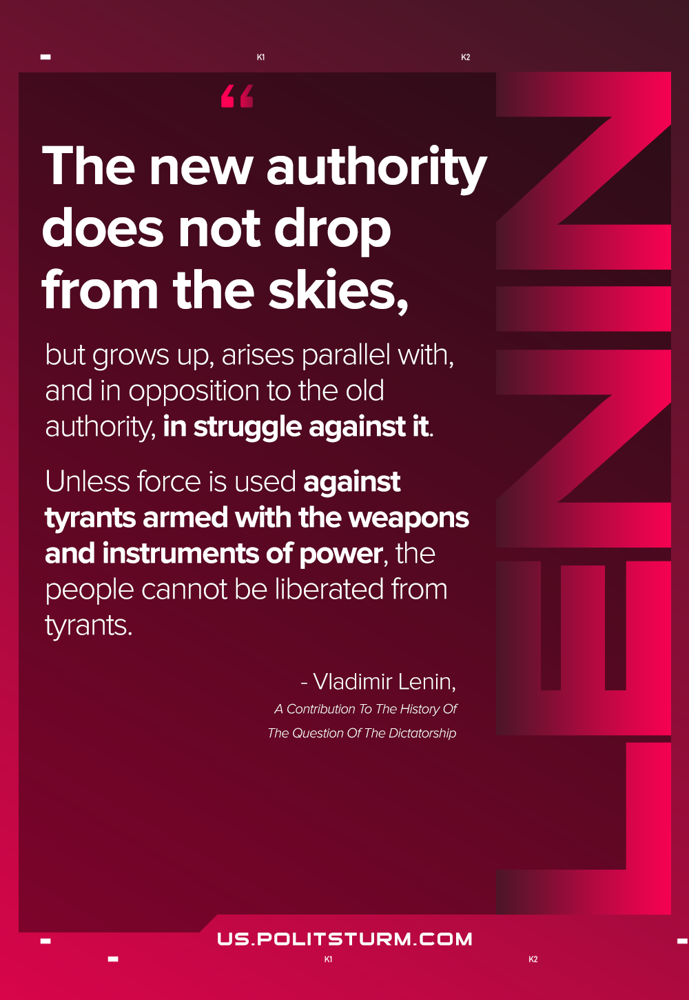 K1 K2
“
The new authority
does not drop
from the skies,
but grows up, arises parallel with,
and in opposition to the old
authority, in struggle against it.
Unless force is used against
tyrants armed with the weapons
and instruments of power, the
people cannot be liberated from
tyrants.
- Vladimir Lenin,
A Contribution To The History Of
The Question Of The Dictatorship
LENIN
US.POLITSTURM.COM
K1 K2